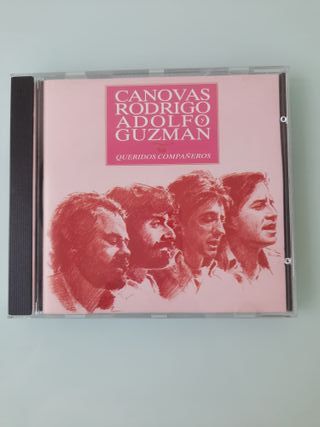 CANOVAS
RODRIGO
ADOLFO Y
GUZMAN
QUERIDOS COMPAÑEROS